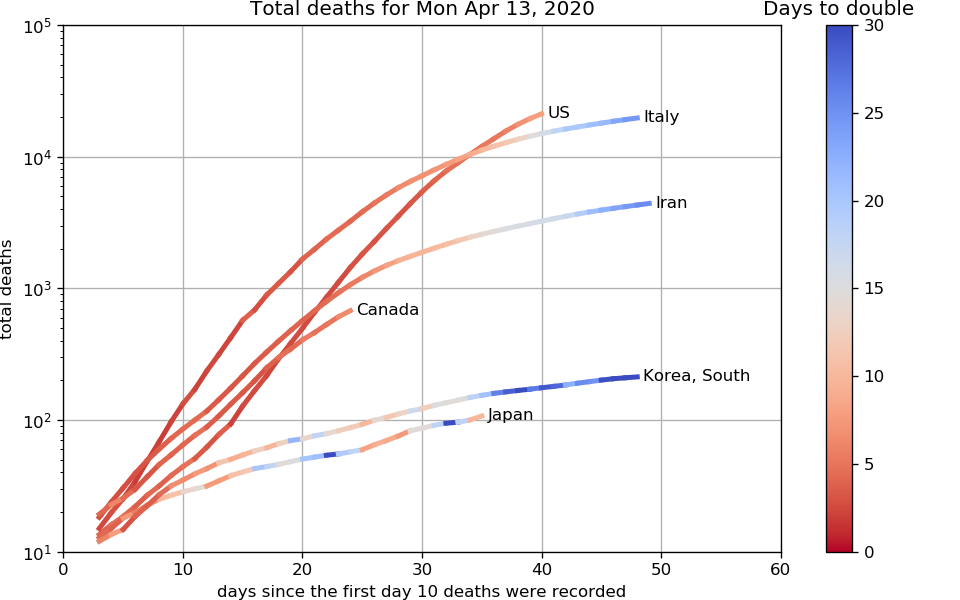 Total deaths for Mon Apr 13, 2020
Days to double
10^5
10^4
10^3
10^2
10^1
total deaths
US
Italy
Iran
Canada
Korea, South
Japan
0 10 20 30 40 50 60
days since the first day 10 deaths were recorded
30
25
20
15
10
5
0